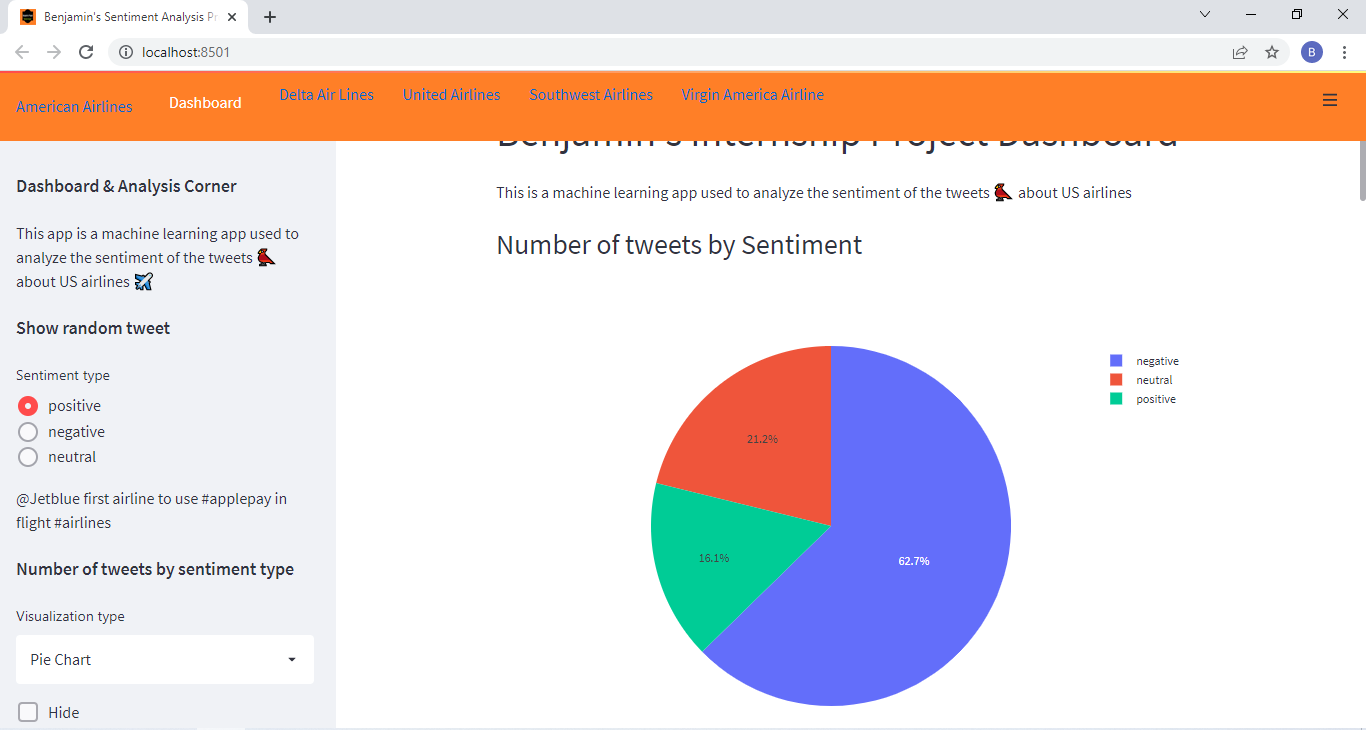 Benjamin's Sentiment Analysis Pr
localhost:8501
B
American Airlines
Dashboard
Delta Air Lines
United Airlines
Southwest Airlines
Virgin America Airline
Dashboard & Analysis Corner
This app is a machine learning app used to
analyze the sentiment of the tweets
about US airlines
Show random tweet
Sentiment type
positive
negative
neutral
@Jetblue first airline to use #applepay in
flight #airlines
Number of tweets by sentiment type
Visualization type
Pie Chart
Hide
Benjamin's Internship Project Dashboard
This is a machine learning app used to analyze the sentiment of the tweets about US airlines
Number of tweets by Sentiment
negative
neutral
positive
21.2%
16.1%
62.7%